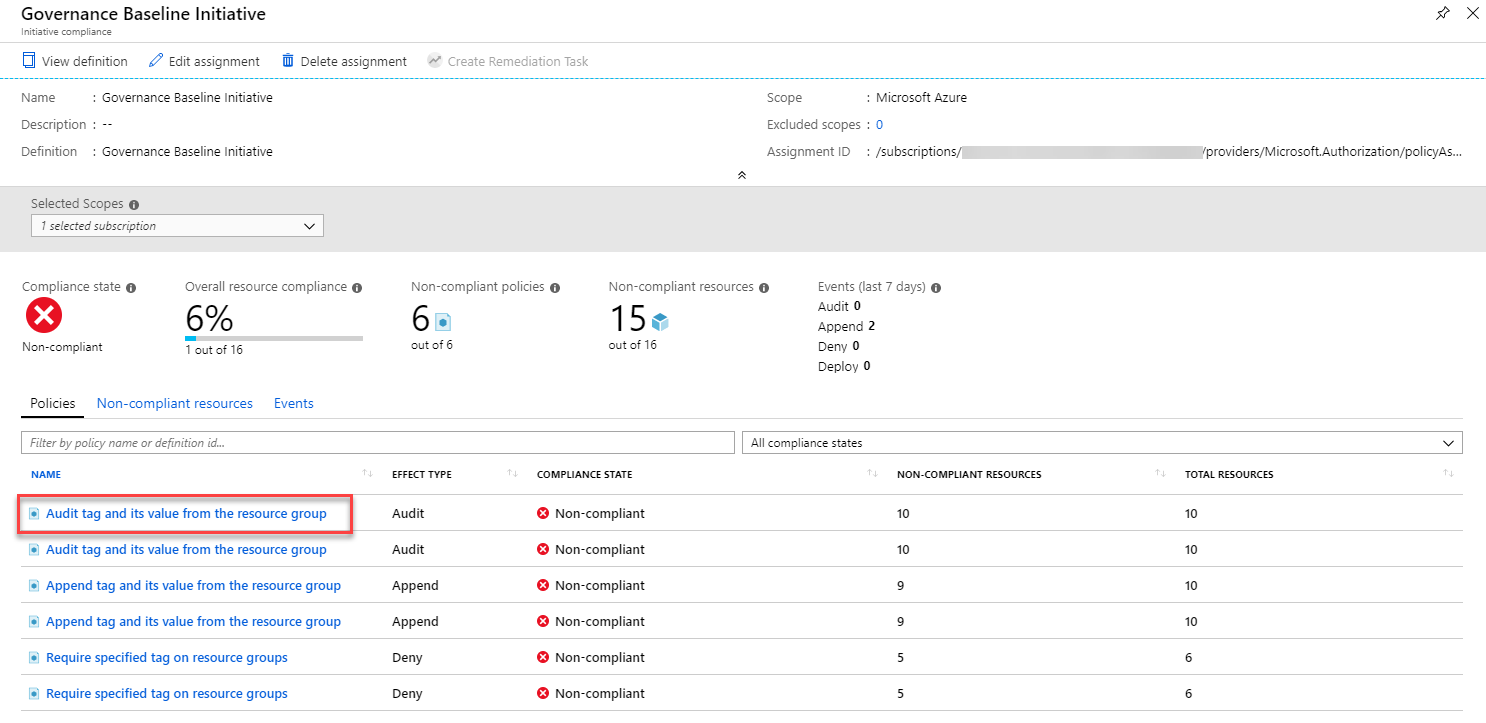 Governance Baseline Initiative
Initiative compliance
View definition Edit assignment Delete assignment Create Remediation Task
Name : Governance Baseline Initiative Scope : Microsoft Azure
Description : -- Excluded scopes : 0
Definition : Governance Baseline Initiative Assignment ID : /subscriptions/ /providers/Microsoft.Authorization/policyAs...
Selected Scopes
1 selected subscription
Compliance state Overall resource compliance Non-compliant policies Non-compliant resources Events (last 7 days)
6% 6 15 Audit 0
Append 2
Non-compliant 1 out of 16 out of 6 out of 16 Deny 0
Deploy 0
Policies Non-compliant resources Events
Filter by policy name or definition id... All compliance states
NAME EFFECT TYPE COMPLIANCE STATE NON-COMPLIANT RESOURCES TOTAL RESOURCES
Audit tag and its value from the resource group Audit Non-compliant 10 10
Audit tag and its value from the resource group Audit Non-compliant 10 10
Append tag and its value from the resource group Append Non-compliant 9 10
Append tag and its value from the resource group Append Non-compliant 9 10
Require specified tag on resource groups Deny Non-compliant 5 6
Require specified tag on resource groups Deny Non-compliant 5 6